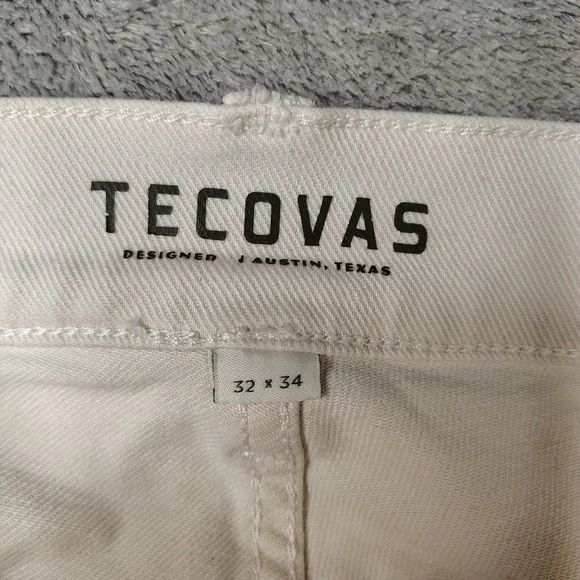 TECOVAS
DESIGNED AUSTIN, TEXAS
32 x 34